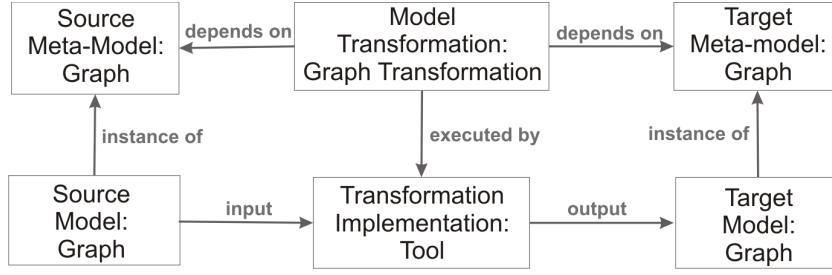 Source
Meta-Model:
Graph
depends on
Model
Transformation:
Graph Transformation
depends on
Target
Meta-model:
Graph
instance of
executed by
instance of
Source
Model:
Graph
input
Transformation
Implementation:
Tool
output
Target
Model:
Graph